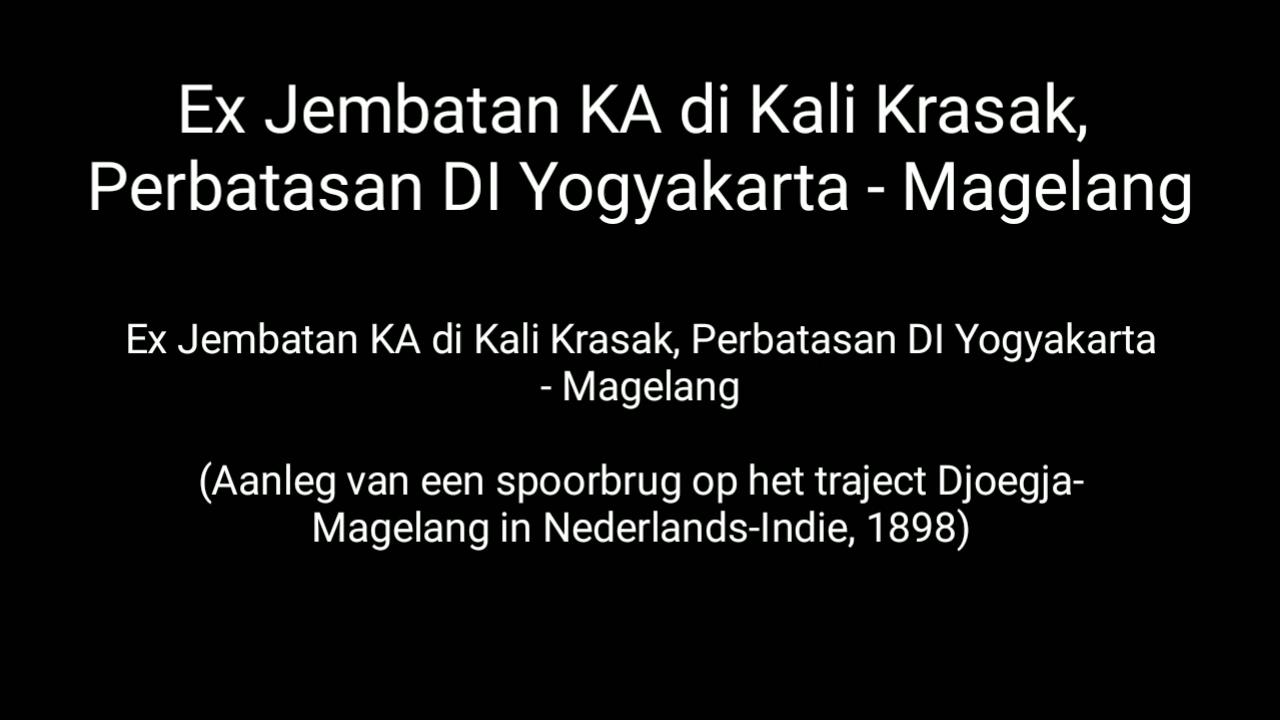 Ex Jembatan KA di Kali Krasak,
Perbatasan DI Yogyakarta - Magelang
Ex Jembatan KA di Kali Krasak, Perbatasan DI Yogyakarta
- Magelang
(Aanleg van een spoorbrug op het traject Djoegja-
Magelang in Nederlands-Indie, 1898)